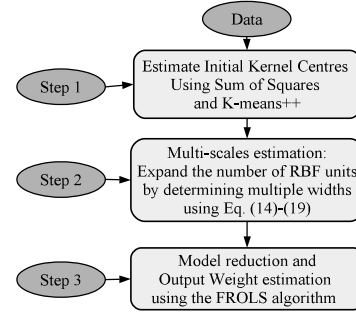 Data
Step 1
Estimate Initial Kernel Centres
Using Sum of Squares
and K-means++
Step 2
Multi-scales estimation:
Expand the number of RBF units
by determining multiple widths
using Eq. (14)-(19)
Step 3
Model reduction and
Output Weight estimation
using the FROLS algorithm